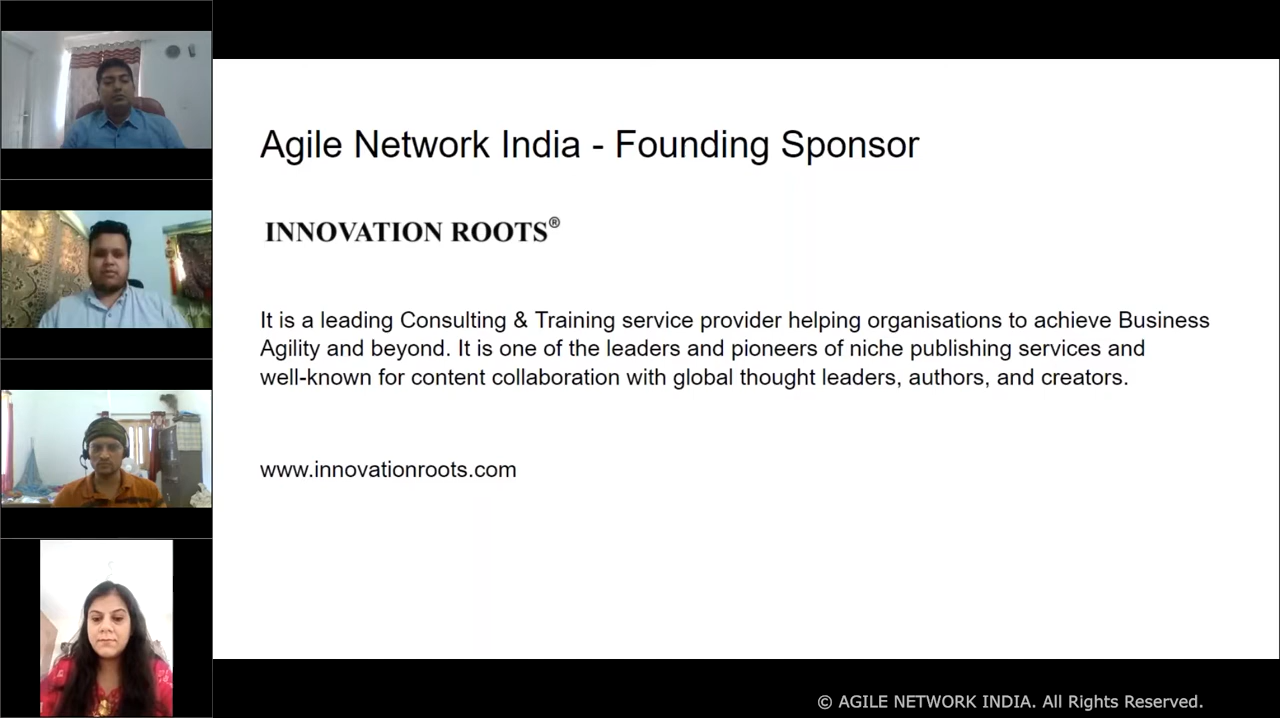 Agile Network India - Founding Sponsor
INNOVATION ROOTS®
It is a leading Consulting & Training service provider helping organisations to achieve Business
Agility and beyond. It is one of the leaders and pioneers of niche publishing services and
well-known for content collaboration with global thought leaders, authors, and creators.
www.innovationroots.com
© AGILE NETWORK INDIA. All Rights Reserved.